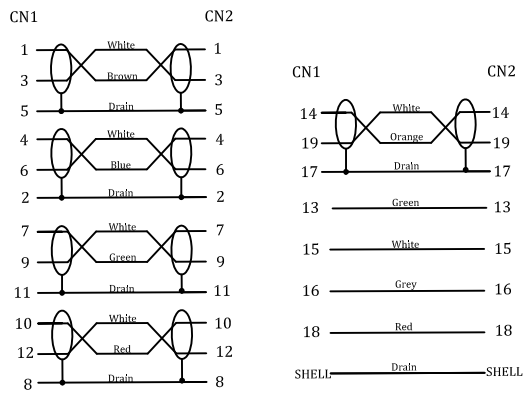 CN1 CN2
1 White 1
3 Brown 3
5 Drain 5
4 White 4
6 Blue 6
2 Drain 2
7 White 7
9 Green 9
11 Drain 11
10 White 10
12 Red 12
8 Drain 8
CN1 CN2
14 White 14
19 Orange 19
17 Drain 17
13 Green 13
15 White 15
16 Grey 16
18 Red 18
SHELL Drain SHELL